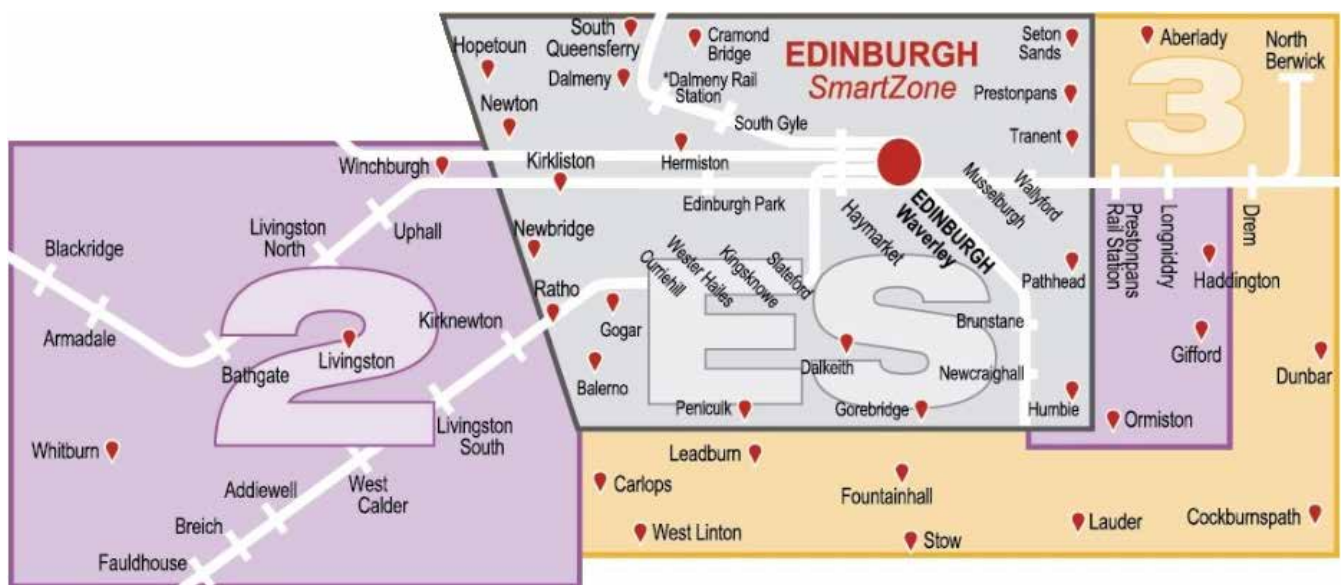 Hopetoun
South
Queensferry
Cramond
Bridge
EDINBURGH
SmartZone
Seton
Sands
Aberlady
North
Berwick
Dalmeny
*Dalmeny Rail
Station
Prestonpans
3
Newton
South Gyle
Tranent
Winchburgh
Kirkliston
Hermiston
Edinburgh Park
Haymarket
EDINBURGH
Waverley
Musselburgh
Wallyford
Prestonpans
Rail Station
Longniddry
Drem
Livingston
North
Uphall
Newbridge
Blackridge
Armadale
Bathgate
2
Livingston
Kirknewton
Ratho
Gogar
Balerno
Curriehill
Wester Hailes
Kingsknowe
Slateford
ES
Pathhead
Haddington
Brunstane
Gifford
Dunbar
Dalkeith
Newcraighall
Peniculk
Gorebridge
Humbie
Ormiston
Whitburn
Livingston
South
West
Calder
Addiewell
Breich
Fauldhouse
Leadburn
Carlops
Fountainhall
West Linton
Stow
Lauder
Cockburnspath